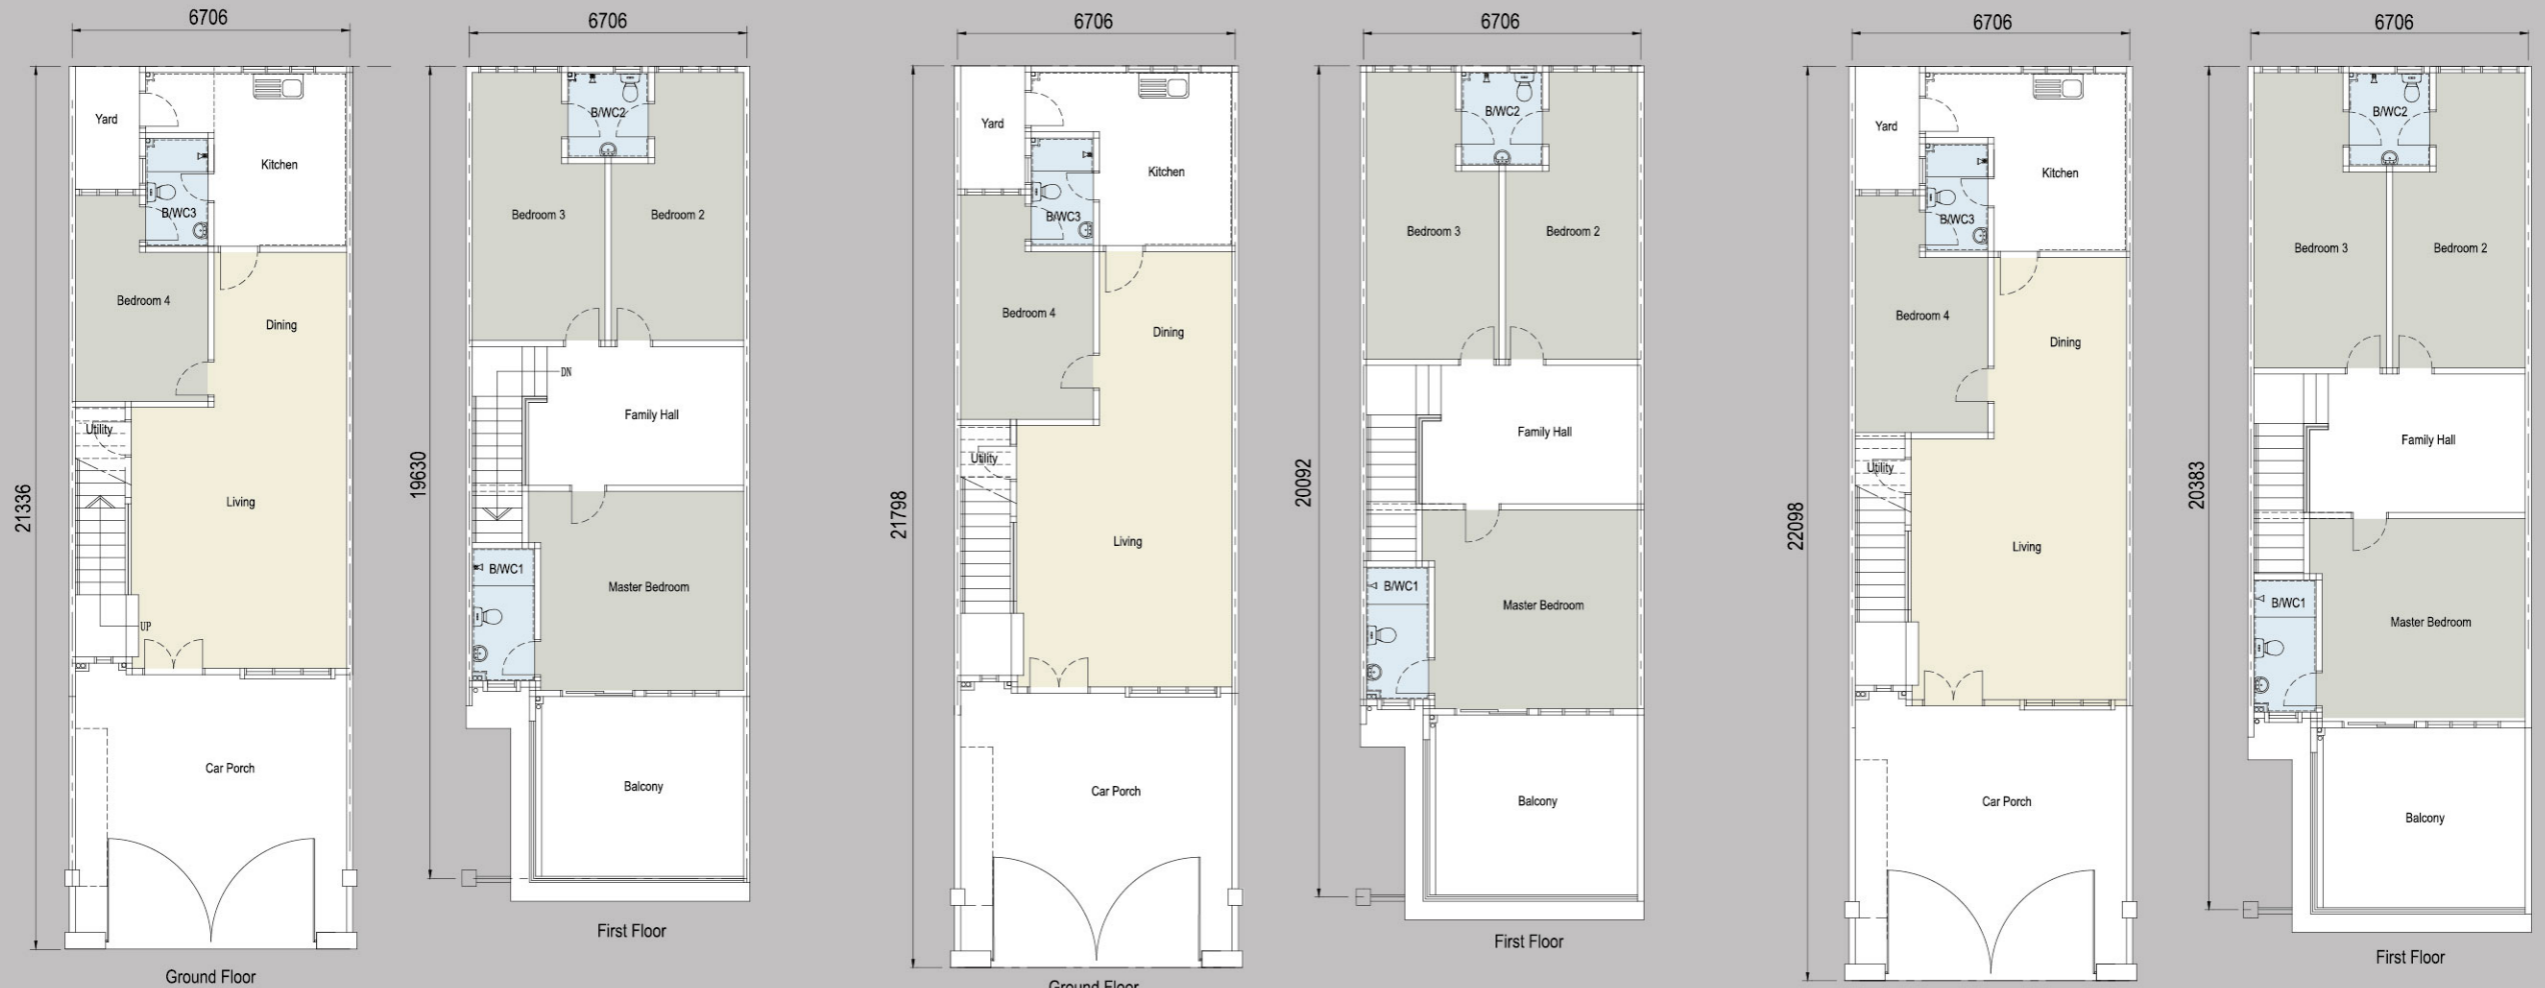 6706
21336
Yard
Kitchen
B/WC3
Bedroom 4
Dining
Utility
Living
UP
Car Porch
Ground Floor
6706
19630
B/WC2
Bedroom 3
Bedroom 2
DN
Family Hall
B/WC1
Master Bedroom
Balcony
First Floor
6706
21798
Yard
Kitchen
B/WC3
Bedroom 4
Dining
Utility
Living
Car Porch
Ground Floor
6706
20092
B/WC2
Bedroom 3
Bedroom 2
Family Hall
B/WC1
Master Bedroom
Balcony
First Floor
6706
22098
Yard
Kitchen
B/WC3
Bedroom 4
Dining
Utility
Living
Car Porch
6706
20383
B/WC2
Bedroom 3
Bedroom 2
Family Hall
B/WC1
Master Bedroom
Balcony
First Floor